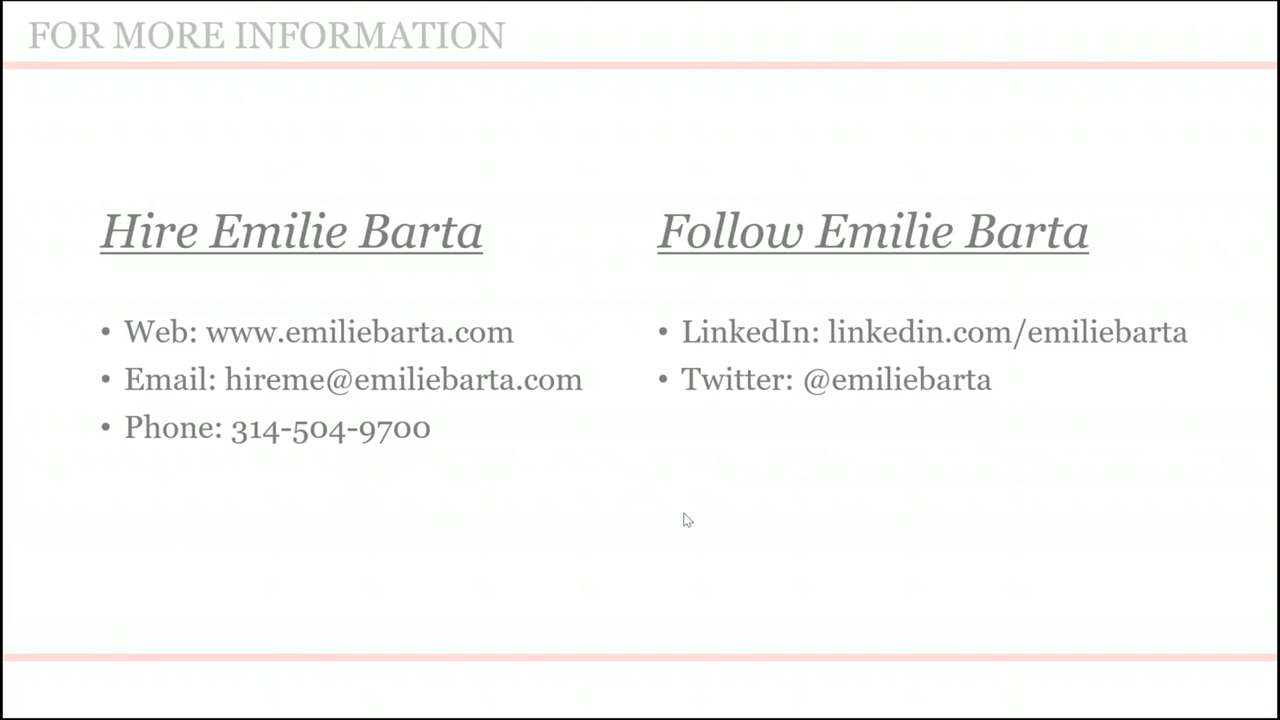 FOR MORE INFORMATION
Hire Emilie Barta
• Web: www.emiliebarta.com
• Email: hireme@emiliebarta.com
• Phone: 314-504-9700
Follow Emilie Barta
• LinkedIn: linkedin.com/emiliebarta
• Twitter: @emiliebarta